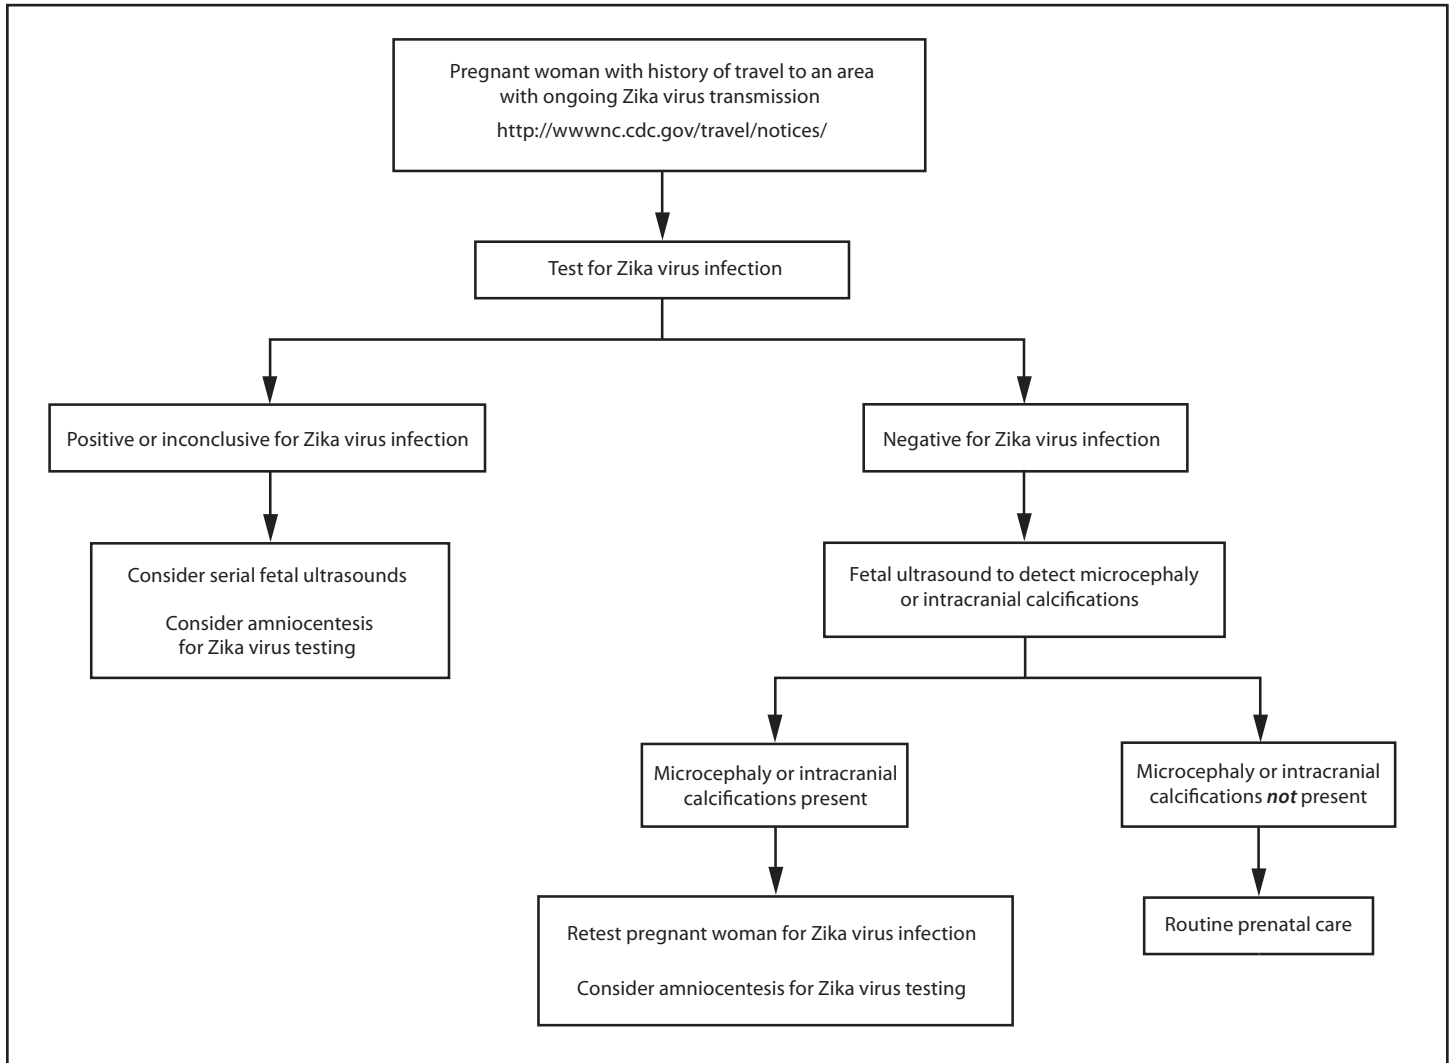 Pregnant woman with history of travel to an area
with ongoing Zika virus transmission
http://wwwnc.cdc.gov/travel/notices/
Test for Zika virus infection
Positive or inconclusive for Zika virus infection
Negative for Zika virus infection
Consider serial fetal ultrasounds
Consider amniocentesis
for Zika virus testing
Fetal ultrasound to detect microcephaly
or intracranial calcifications
Microcephaly or intracranial
calcifications present
Microcephaly or intracranial
calcifications not present
Retest pregnant woman for Zika virus infection
Consider amniocentesis for Zika virus testing
Routine prenatal care